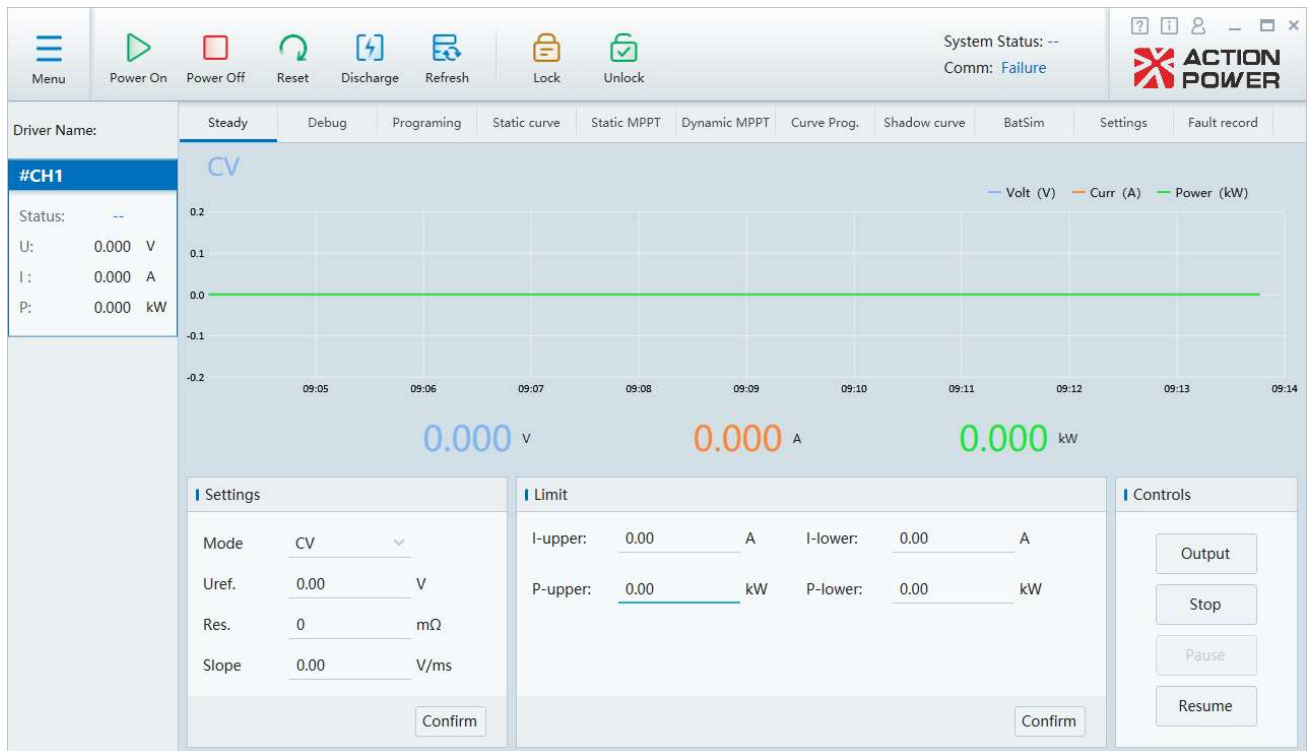 System Status: --
Menu Power On Power Off Reset Discharge Refresh Lock Unlock
Comm: Failure
ACTION
POWER
Driver Name:
Steady Debug Programing Static curve Static MPPT Dynamic MPPT Curve Prog. Shadow curve BatSim Settings Fault record
#CH1
Status: --
U: 0.000 V
I: 0.000 A
P: 0.000 kW
CV
Volt (V) Curr (A) Power (kW)
0.2
0.1
0.0
-0.1
-0.2
09:05 09:06 09:07 09:08 09:09 09:10 09:11 09:12 09:13 09:14
0.000 V 0.000 A 0.000 kW
Settings
Mode CV
Uref. 0.00 V
Res. 0 mΩ
Slope 0.00 V/ms
Confirm
Limit
I-upper: 0.00 A I-lower: 0.00 A
P-upper: 0.00 kW P-lower: 0.00 kW
Confirm
Controls
Output
Stop
Pause
Resume